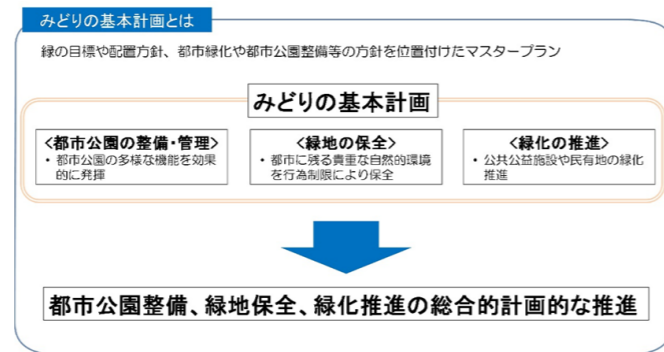 みどりの基本計画とは
緑の目標や配置方針、都市緑化や都市公園整備等の方針を位置付けたマスタープラン
みどりの基本計画
<都市公園の整備・管理>
・都市公園の多様な機能を効果
的に発揮
<緑地の保全>
・都市に残る貴重な自然的環境
を行為制限により保全
<緑化の推進>
・公共公益施設や民有地の緑化
推進
都市公園整備、緑地保全、緑化推進の総合的計画的な推進